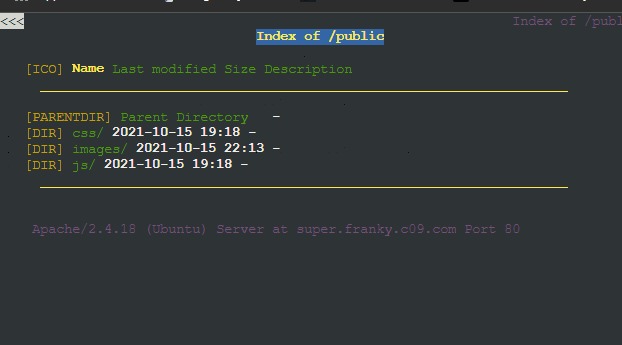 <<<
Index of /publ
Index of /public
[ICO] Name Last modified Size Description
[PARENTDIR] Parent Directory -
[DIR] css/ 2021-10-15 19:18 -
[DIR] images/ 2021-10-15 22:13 -
[DIR] js/ 2021-10-15 19:18 -
Apache/2.4.18 (Ubuntu) Server at super.franky.c09.com Port 80